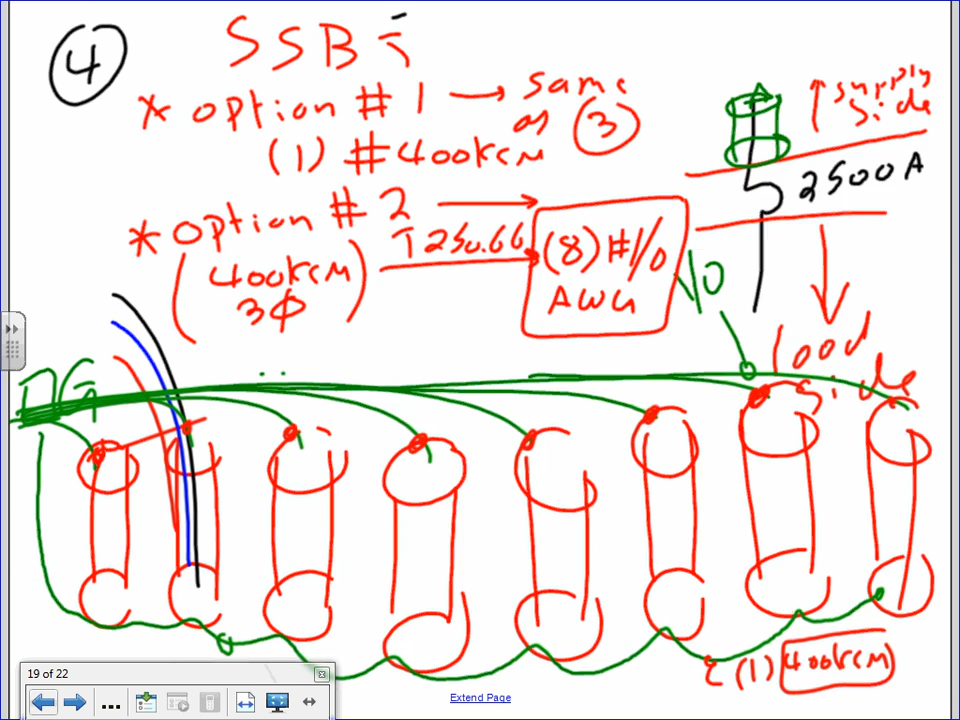 4
SSB
* option #1 → same as 3
(1) #400kcm
↑ supply side
2500A
* option #2 →
T250.66
(400kcm
3Φ)
(8) #1/0
AWG
1/0
load side
(1) 400kcm
19 of 22
Extend Page